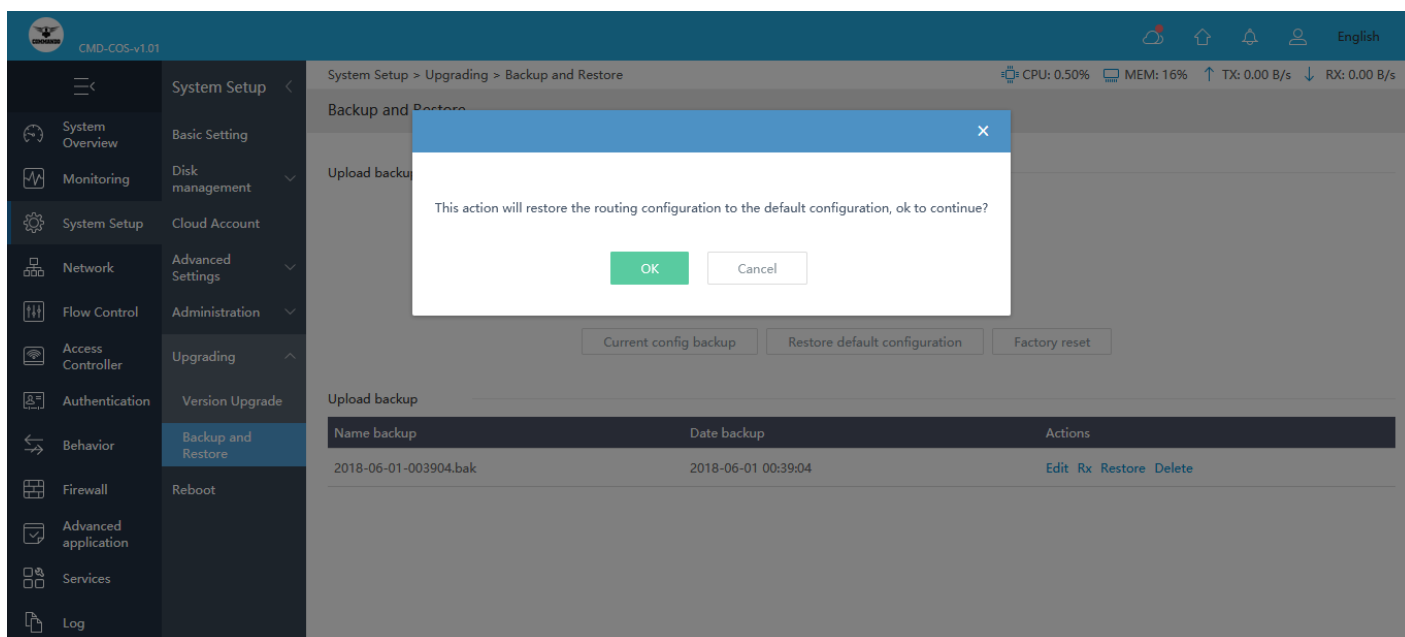 COMMANDO
CMD-COS-v1.01
English
System Setup > Upgrading > Backup and Restore
CPU: 0.50%
MEM: 16%
TX: 0.00 B/s
RX: 0.00 B/s
System Setup
Backup and Restore
System
Overview
Monitoring
System Setup
Network
Flow Control
Access
Controller
Authentication
Behavior
Firewall
Advanced
application
Services
Log
Basic Setting
Disk
management
Cloud Account
Advanced
Settings
Administration
Upgrading
Version Upgrade
Backup and
Restore
Reboot
Upload backup
This action will restore the routing configuration to the default configuration, ok to continue?
OK
Cancel
Current config backup
Restore default configuration
Factory reset
Upload backup
Name backup
Date backup
Actions
2018-06-01-003904.bak
2018-06-01 00:39:04
Edit Rx Restore Delete